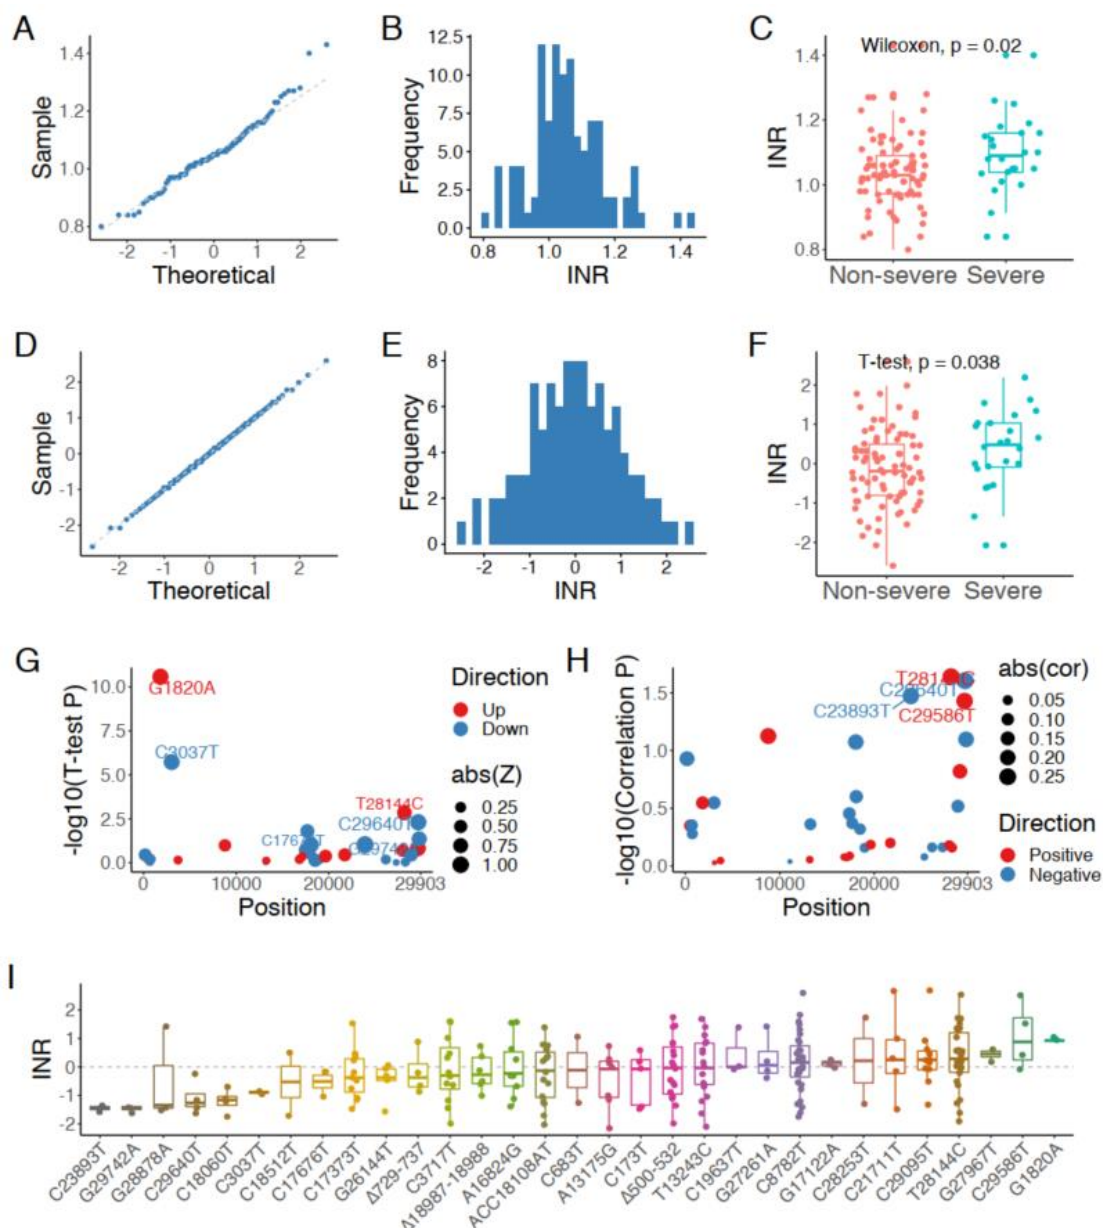 A
Sample
1.4
1.2
1.0
0.8
-2 -1 0 1 2
Theoretical
B
Frequency
12.5
10.0
7.5
5.0
2.5
0.0
0.8 1.0 1.2 1.4
INR
C
Wilcoxon, p = 0.02
INR
1.4
1.2
1.0
0.8
Non-severe Severe
D
Sample
2
1
0
-1
-2
-2 -1 0 1 2
Theoretical
E
Frequency
8
6
4
2
0
-2 -1 0 1 2
INR
F
T-test, p = 0.038
INR
2
1
0
-1
-2
Non-severe Severe
G
-log10(T-test P)
10.0
7.5
5.0
2.5
0.0
G1820A
C3037T
T28144C
C29640T
0 10000 20000 29903
Position
Direction
Up
Down
abs(Z)
0.25
0.50
0.75
1.00
H
-log10(Correlation P)
1.5
1.0
0.5
0.0
C23893T
C29586T
0 10000 20000 29903
Position
abs(cor)
0.05
0.10
0.15
0.20
0.25
Direction
Positive
Negative
I
INR
2
1
0
-1
-2
C23893T
G29742A
G28878A
C29640T
C18060T
C3037T
C18512T
C17676T
C17373T
G26144T
Δ729-737
C3717T
Δ18987-18988
A16824G
ACC18108AT
C683T
A13175G
C173T
Δ500-532
T13243C
C19637T
G27261A
C8782T
G17122A
C28253T
C21711T
C29095T
T28144C
G27967T
C29586T
G1820A